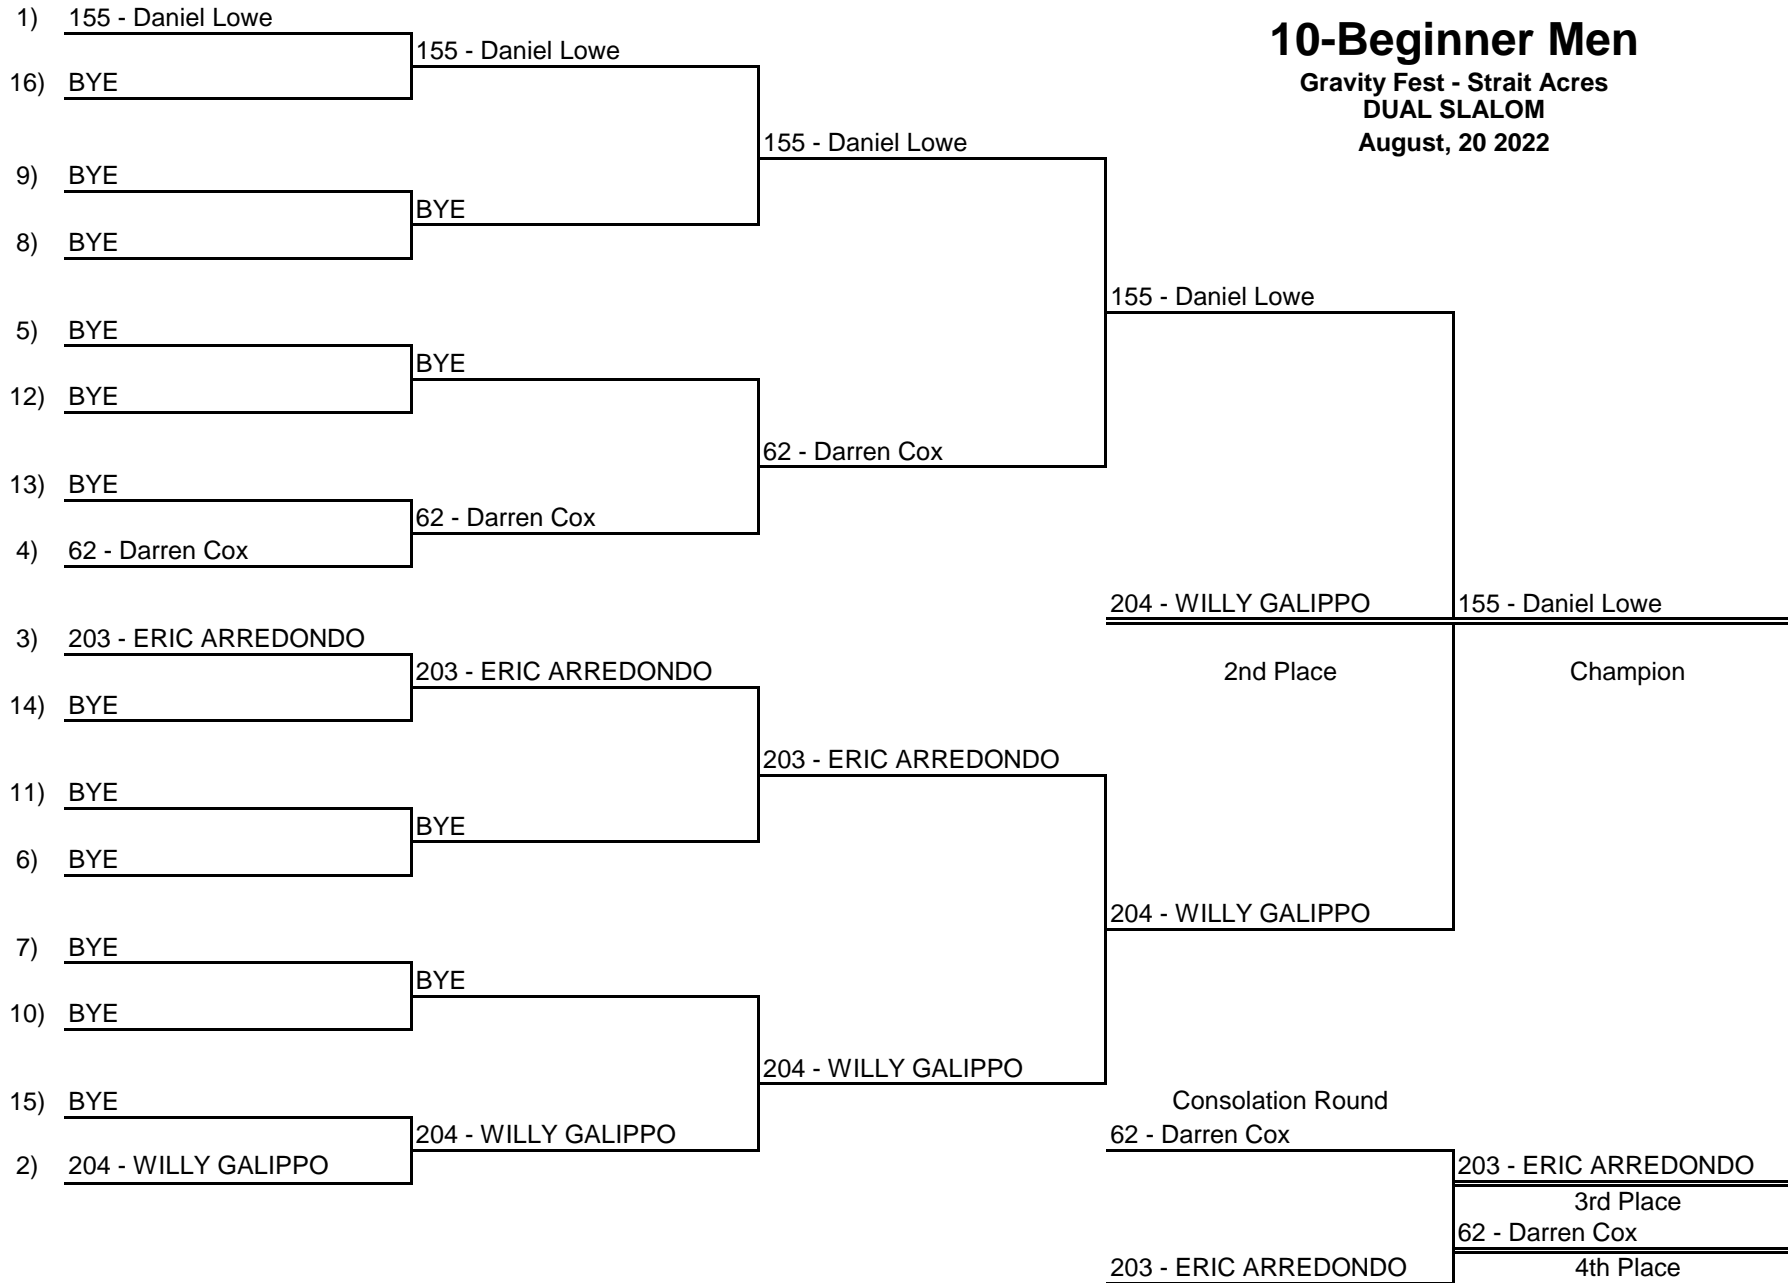 10-Beginner Men
Gravity Fest - Strait Acres
DUAL SLALOM
August, 20 2022
1) 155 - Daniel Lowe
16) BYE
9) BYE
8) BYE
5) BYE
12) BYE
13) BYE
4) 62 - Darren Cox
3) 203 - ERIC ARREDONDO
14) BYE
11) BYE
6) BYE
7) BYE
10) BYE
15) BYE
2) 204 - WILLY GALIPPO
155 - Daniel Lowe
BYE
BYE
62 - Darren Cox
203 - ERIC ARREDONDO
BYE
BYE
204 - WILLY GALIPPO
155 - Daniel Lowe
62 - Darren Cox
203 - ERIC ARREDONDO
204 - WILLY GALIPPO
155 - Daniel Lowe
204 - WILLY GALIPPO
2nd Place
204 - WILLY GALIPPO
155 - Daniel Lowe
Champion
Consolation Round
62 - Darren Cox
203 - ERIC ARREDONDO
203 - ERIC ARREDONDO
3rd Place
62 - Darren Cox
4th Place